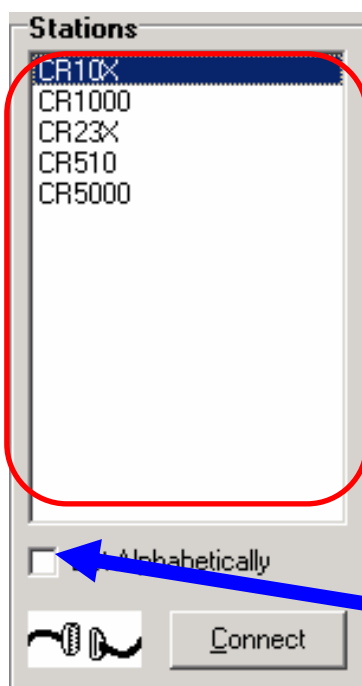 Stations
CR10X
CR1000
CR23X
CR510
CR5000
Alphabetically
Connect